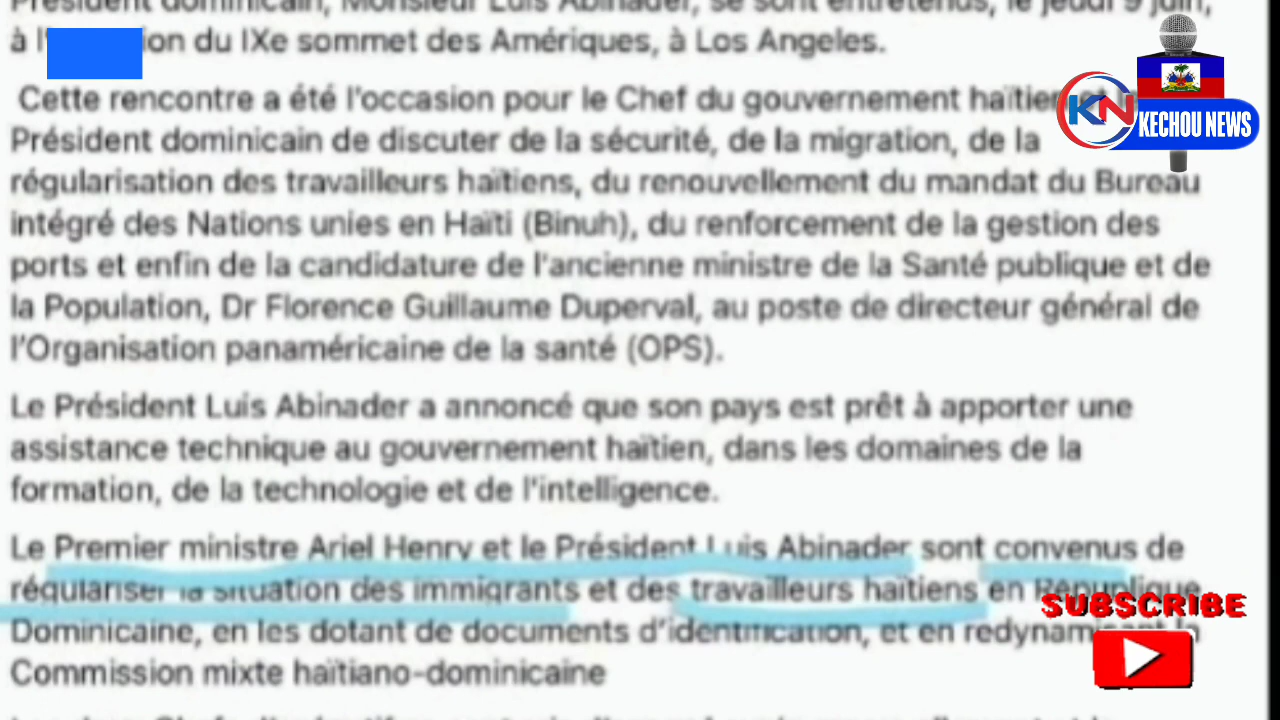 Président dominicain, Monsieur Luis Abinader, se sont entretenus, le jeudi 9 juin,
à l' ion du IXe sommet des Amériques, à Los Angeles.
Cette rencontre a été l'occasion pour le Chef du gouvernement haïtien
Président dominicain de discuter de la sécurité, de la migration, de la
régularisation des travailleurs haïtiens, du renouvellement du mandat du Bureau
intégré des Nations unies en Haïti (Binuh), du renforcement de la gestion des
ports et enfin de la candidature de l'ancienne ministre de la Santé publique et de
la Population, Dr Florence Guillaume Duperval, au poste de directeur général de
l'Organisation panaméricaine de la santé (OPS).
Le Président Luis Abinader a annoncé que son pays est prêt à apporter une
assistance technique au gouvernement haïtien, dans les domaines de la
formation, de la technologie et de l'intelligence.
Le Premier ministre Ariel Henry et le Président Luis Abinader sont convenus de
régulariser la situation des immigrants et des travailleurs haïtiens en République
Dominicaine, en les dotant de documents d'identification, et en redynamisant la
Commission mixte haïtiano-dominicaine
KN
KECHOU NEWS
SUBSCRIBE